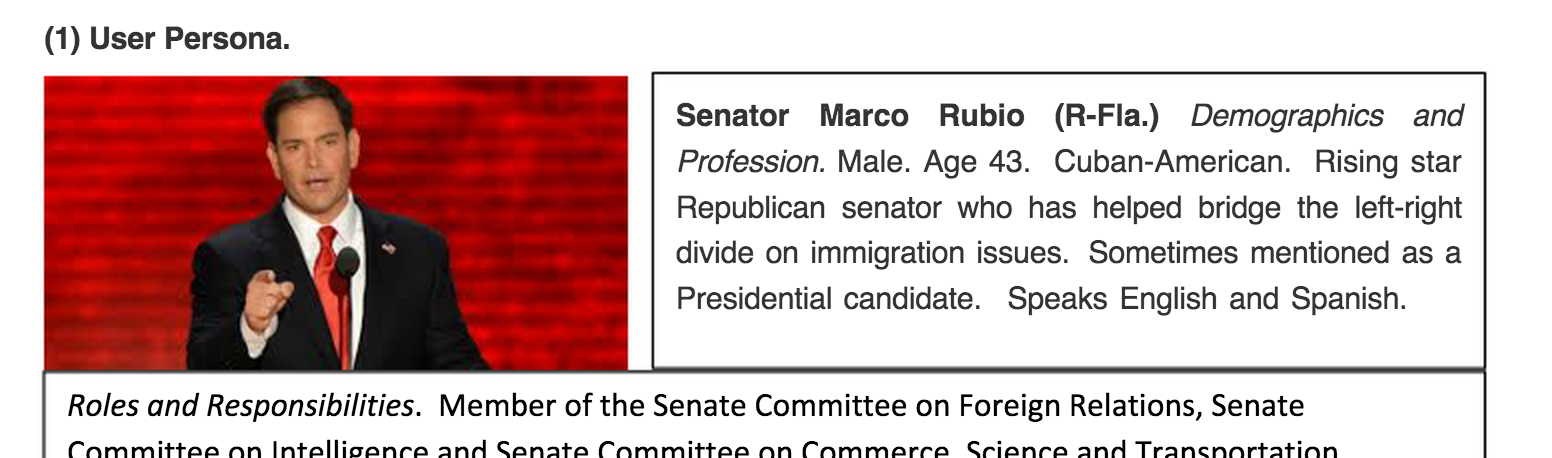 (1) User Persona.
Senator Marco Rubio (R-Fla.) Demographics and
Profession. Male. Age 43. Cuban-American. Rising star
Republican senator who has helped bridge the left-right
divide on immigration issues. Sometimes mentioned as a
Presidential candidate. Speaks English and Spanish.
Roles and Responsibilities. Member of the Senate Committee on Foreign Relations, Senate
Committee on Intelligence and Senate Committee on Commerce, Science and Transportation